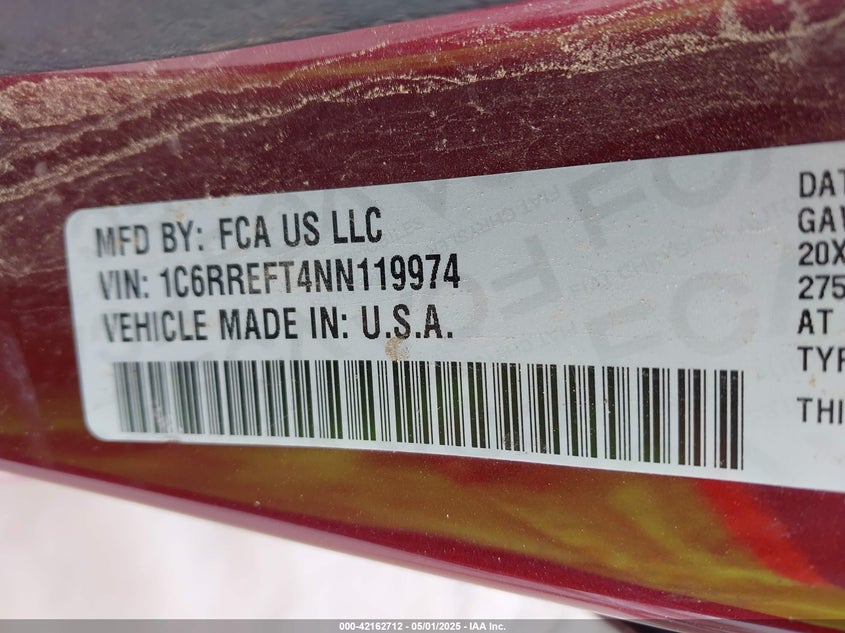 MFD BY: FCA US LLC
VIN: 1C6RREFT4NN119974
VEHICLE MADE IN: U.S.A.
DAT
GAW
20X
275
AT
TYP
THI
000-42162712 - 05/01/2025 - IAA Inc.